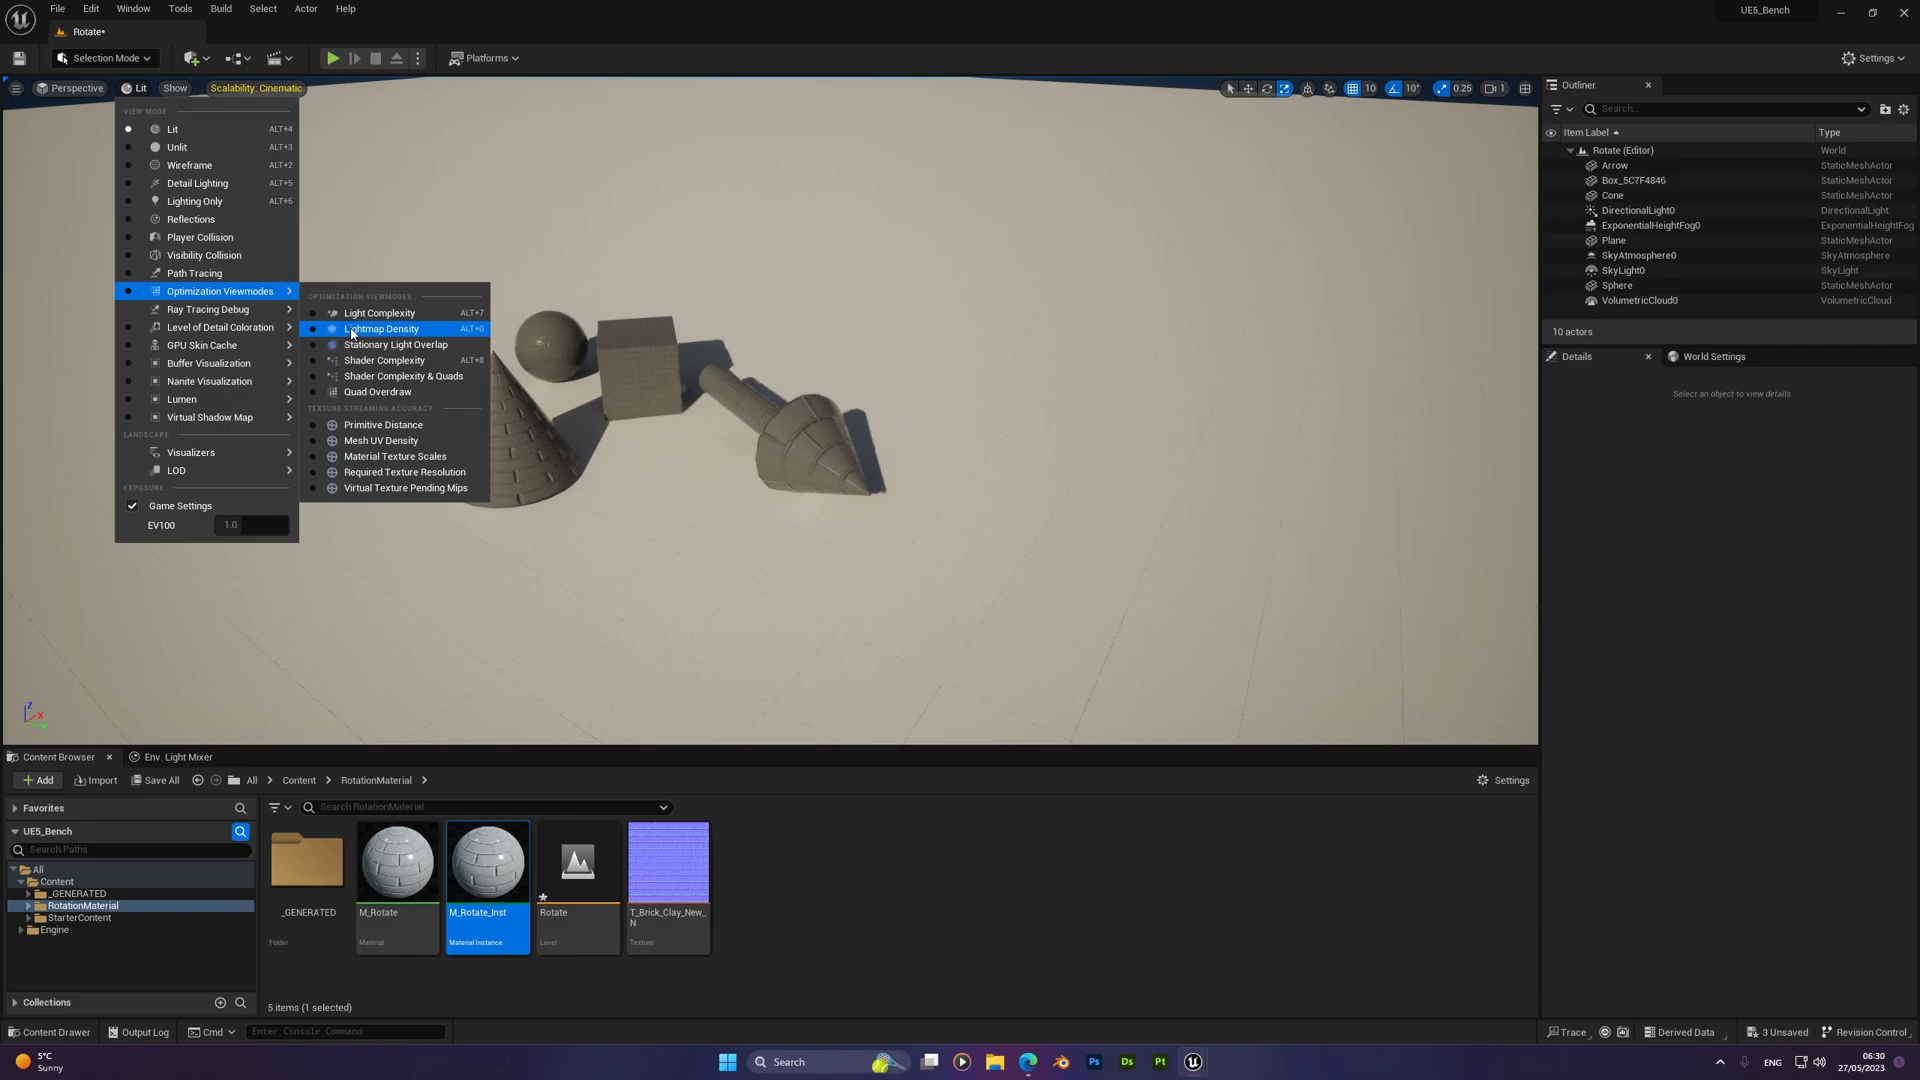 File Edit Window Tools Build Select Actor Help
UE5_Bench
Rotate•
Selection Mode
Platforms
Settings
Perspective Lit Show Scalability: Cinematic
10 10° 0.25 1
VIEW MODE
Lit ALT+4
Unlit ALT+3
Wireframe ALT+2
Detail Lighting ALT+5
Lighting Only ALT+6
Reflections
Player Collision
Visibility Collision
Path Tracing
Optimization Viewmodes
Ray Tracing Debug
Level of Detail Coloration
GPU Skin Cache
Buffer Visualization
Nanite Visualization
Lumen
Virtual Shadow Map
LANDSCAPE
Visualizers
LOD
EXPOSURE
Game Settings
EV100 1.0
OPTIMIZATION VIEWMODES
Light Complexity ALT+7
Lightmap Density ALT+0
Stationary Light Overlap
Shader Complexity ALT+8
Shader Complexity & Quads
Quad Overdraw
TEXTURE STREAMING ACCURACY
Primitive Distance
Mesh UV Density
Material Texture Scales
Required Texture Resolution
Virtual Texture Pending Mips
Z
X
Outliner
Search...
Item Label Type
Rotate (Editor) World
Arrow StaticMeshActor
Box_5C7F4846 StaticMeshActor
Cone StaticMeshActor
DirectionalLight0 DirectionalLight
ExponentialHeightFog0 ExponentialHeightFog
Plane StaticMeshActor
SkyAtmosphere0 SkyAtmosphere
SkyLight0 SkyLight
Sphere StaticMeshActor
VolumetricCloud0 VolumetricCloud
10 actors
Details World Settings
Select an object to view details.
Content Browser Env. Light Mixer
Add Import Save All All Content RotationMaterial Settings
Favorites
UE5_Bench
Search Paths
All
Content
_GENERATED
RotationMaterial
StarterContent
Engine
Collections
Search RotationMaterial
_GENERATED
Folder
M_Rotate
Material
M_Rotate_Inst
Material Instance
Rotate
Level
T_Brick_Clay_New_
N
Texture
5 items (1 selected)
Content Drawer Output Log Cmd Enter Console Command
Trace Derived Data 3 Unsaved Revision Control
5°C
Sunny
Search
Ps Ds Pt
ENG
06:30
27/05/2023
1